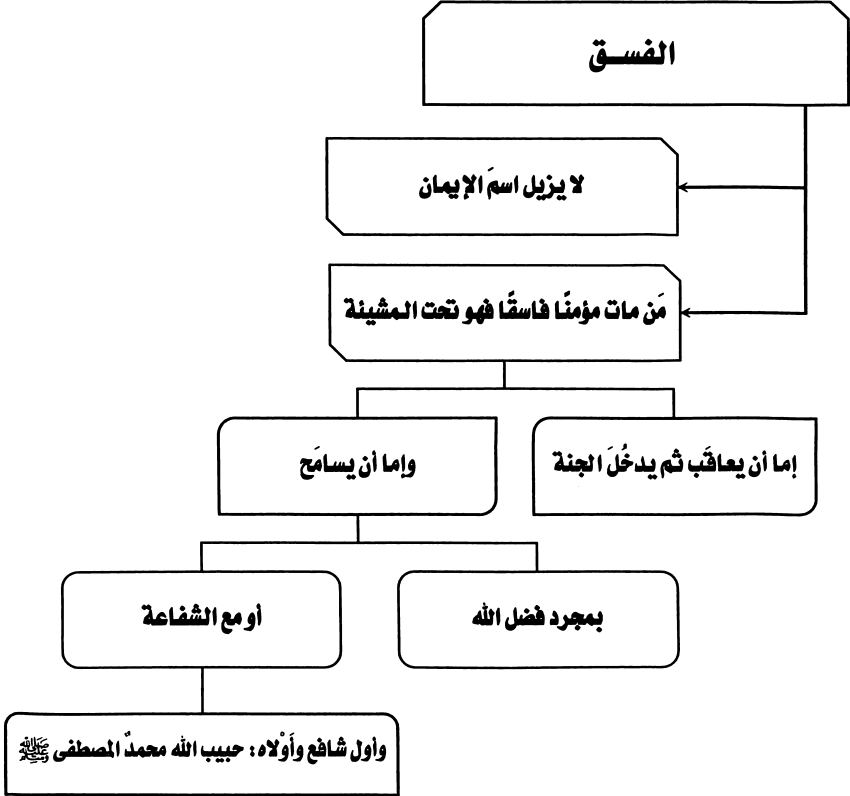 الفسـق
لا يزيل اسمَ الإيمان
مَن مات مؤمنًا فاسقًا فهو تحت المشيئة
إما أن يعاقَب ثم يدخُلَ الجنة
وإما أن يسامَح
بمجرد فضل الله
أو مع الشفاعة
وأول شافع وأَوْلاه: حبيب الله محمدٌ المصطفى ﷺ